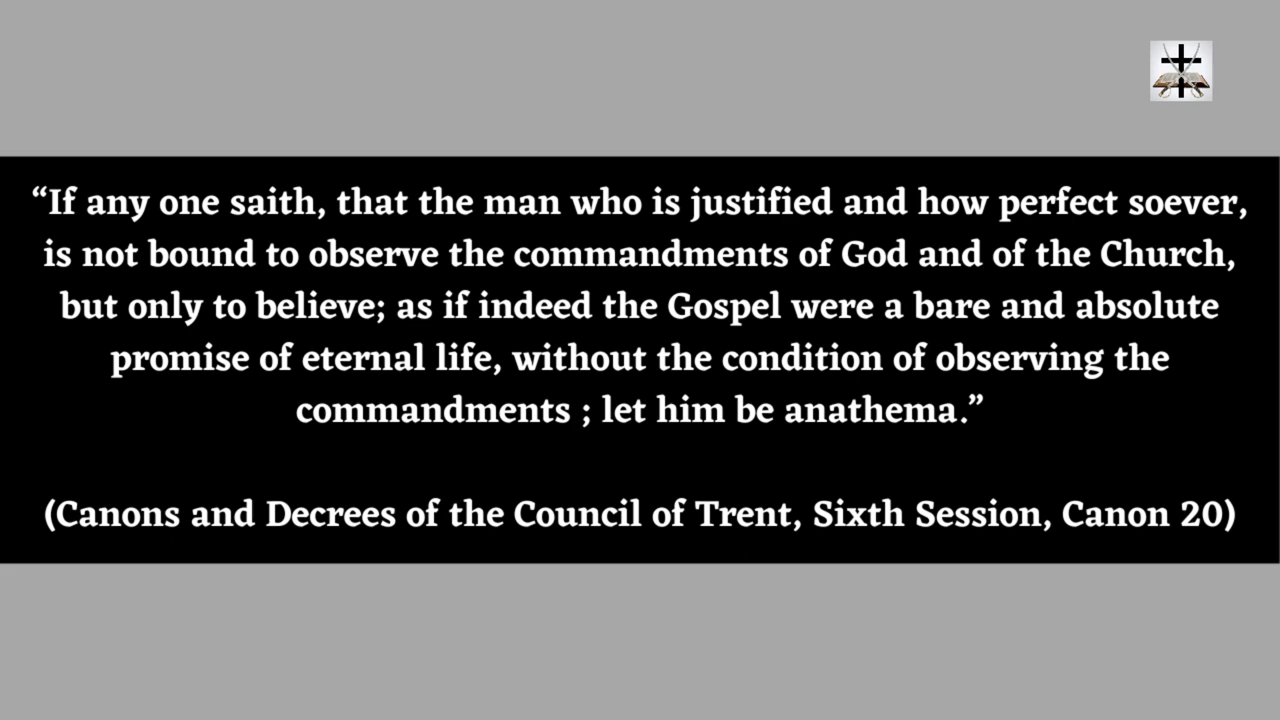 “If any one saith, that the man who is justified and how perfect soever,
is not bound to observe the commandments of God and of the Church,
but only to believe; as if indeed the Gospel were a bare and absolute
promise of eternal life, without the condition of observing the
commandments ; let him be anathema.”
(Canons and Decrees of the Council of Trent, Sixth Session, Canon 20)